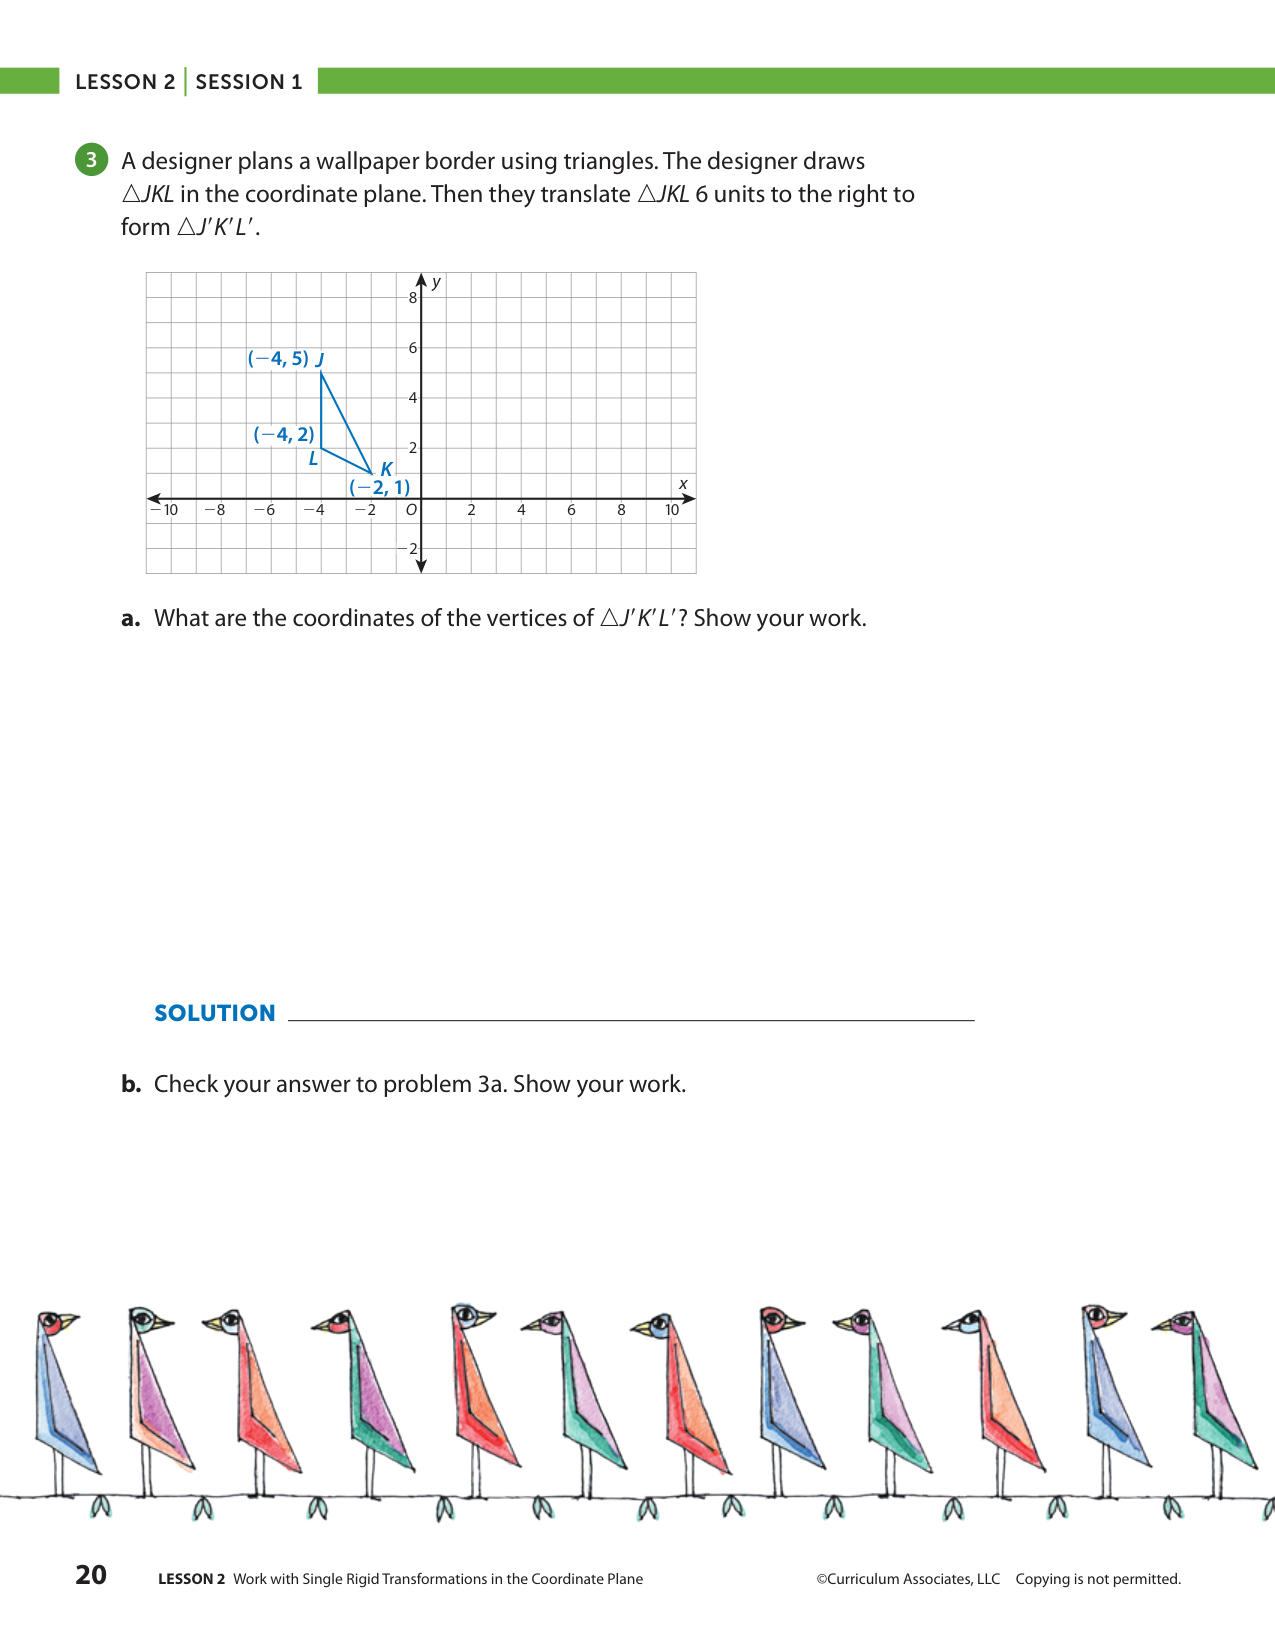 LESSON 2 | SESSION 1
3 A designer plans a wallpaper border using triangles. The designer draws
△JKL in the coordinate plane. Then they translate △JKL 6 units to the right to
form △J′K′L′.
y
8
6
(−4, 5) J
4
(−4, 2)
2
L
K
(−2, 1)
x
−10 −8 −6 −4 −2 O 2 4 6 8 10
−2
a. What are the coordinates of the vertices of △J′K′L′? Show your work.
SOLUTION
b. Check your answer to problem 3a. Show your work.
20 LESSON 2 Work with Single Rigid Transformations in the Coordinate Plane ©Curriculum Associates, LLC Copying is not permitted.